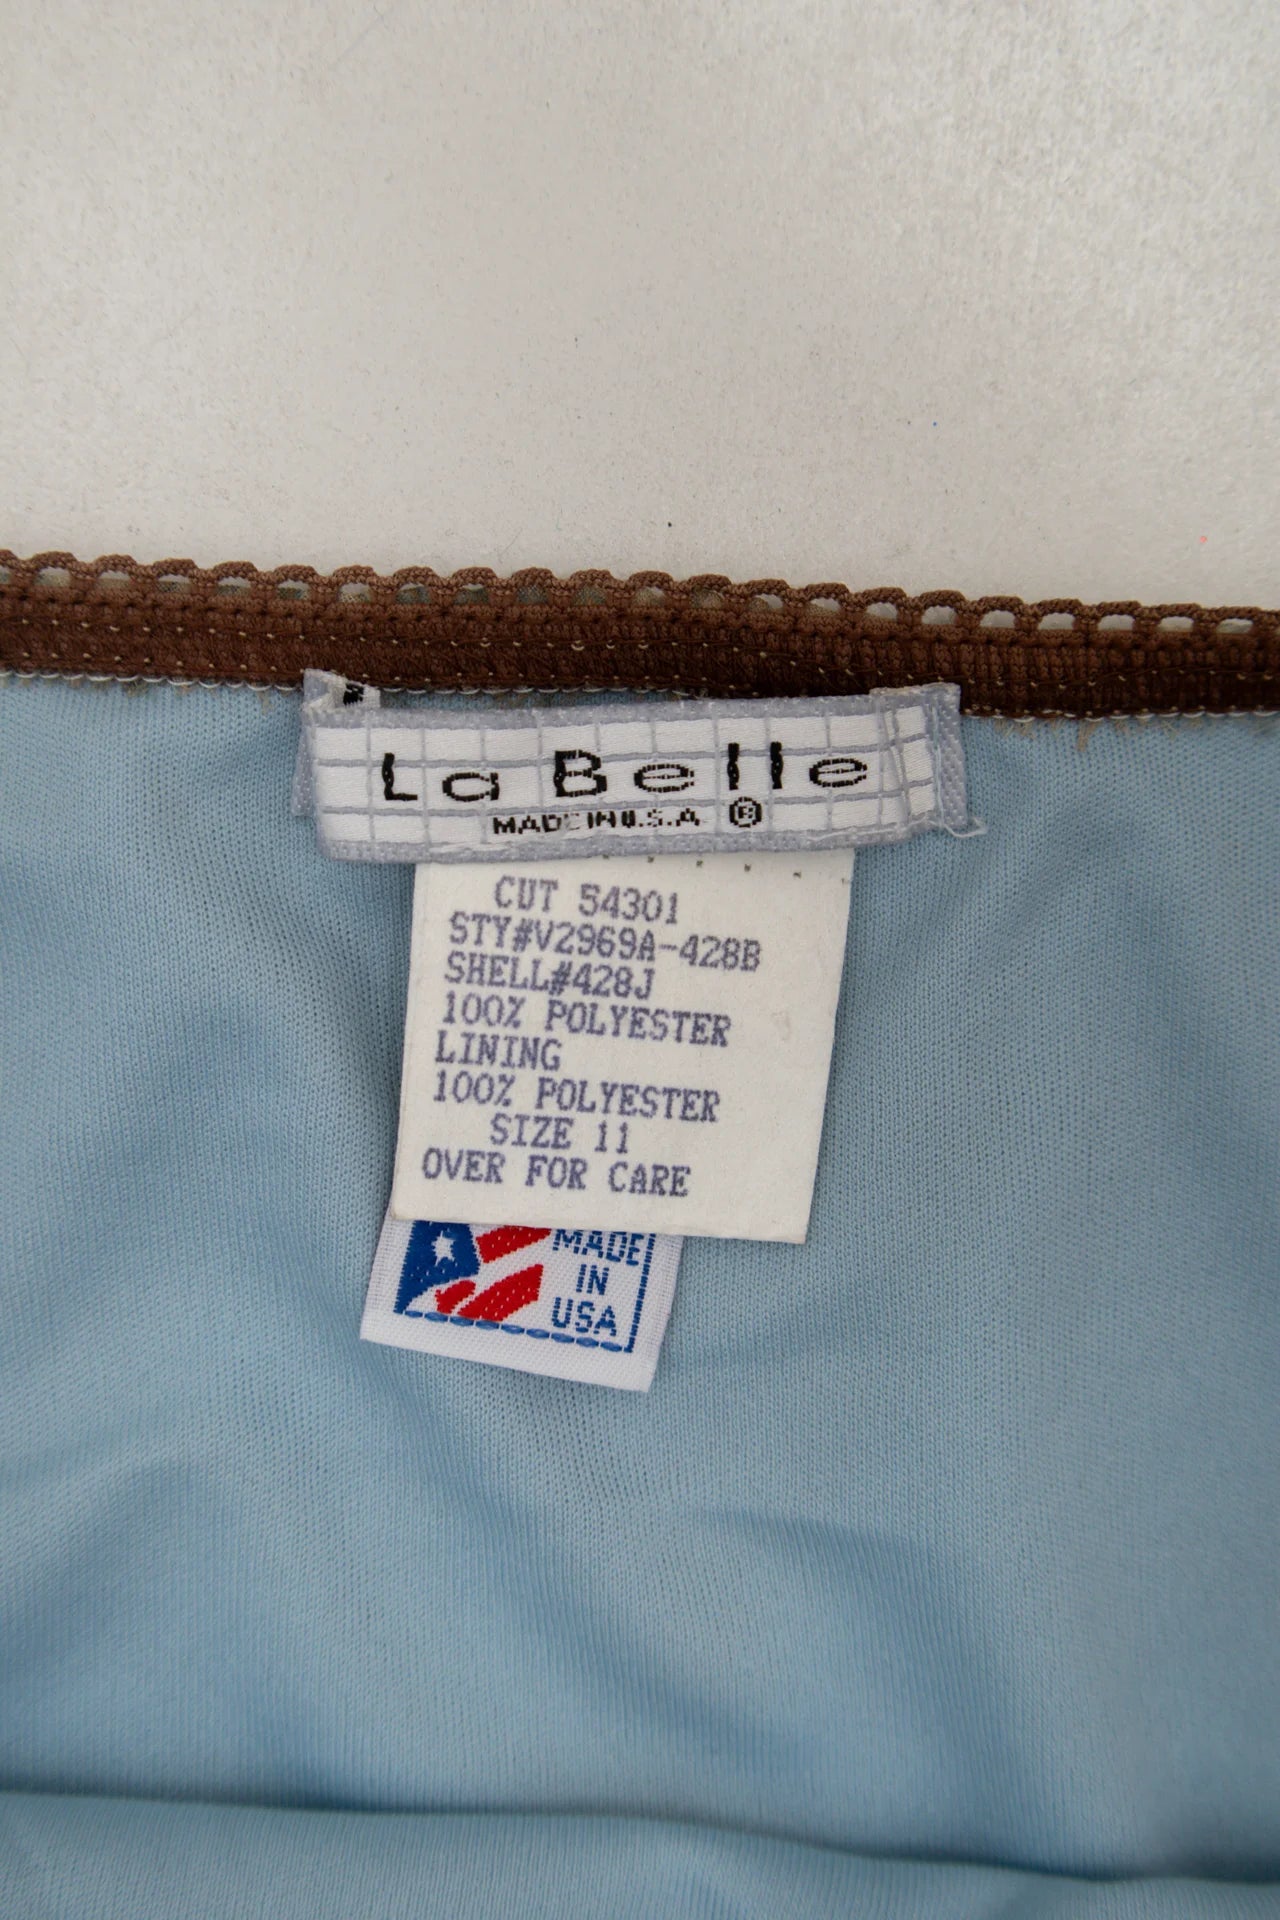 La Belle
MADE IN U.S.A ®
CUT 54301
STY#V2969A-428B
SHELL#428J
100% POLYESTER
LINING
100% POLYESTER
SIZE 11
OVER FOR CARE
MADE
IN
USA